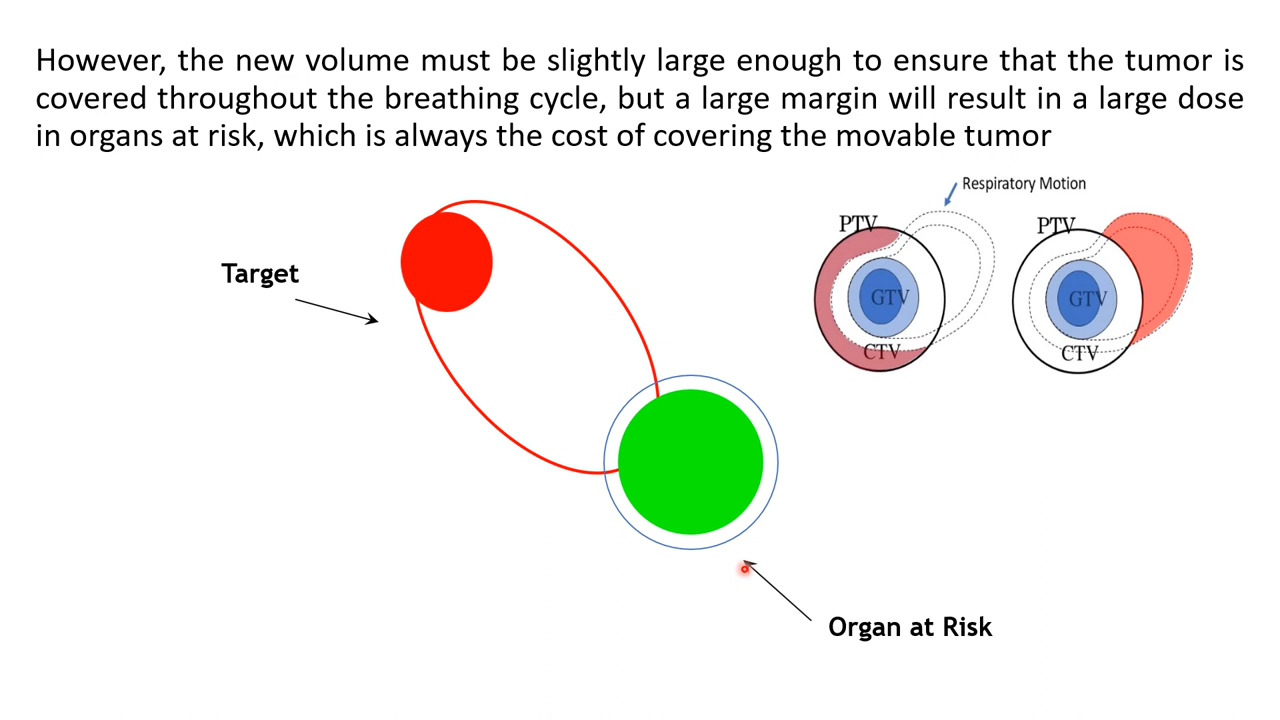 However, the new volume must be slightly large enough to ensure that the tumor is
covered throughout the breathing cycle, but a large margin will result in a large dose
in organs at risk, which is always the cost of covering the movable tumor
Respiratory Motion
PTV
PTV
Target
GTV
GTV
CTV
CTV
Organ at Risk